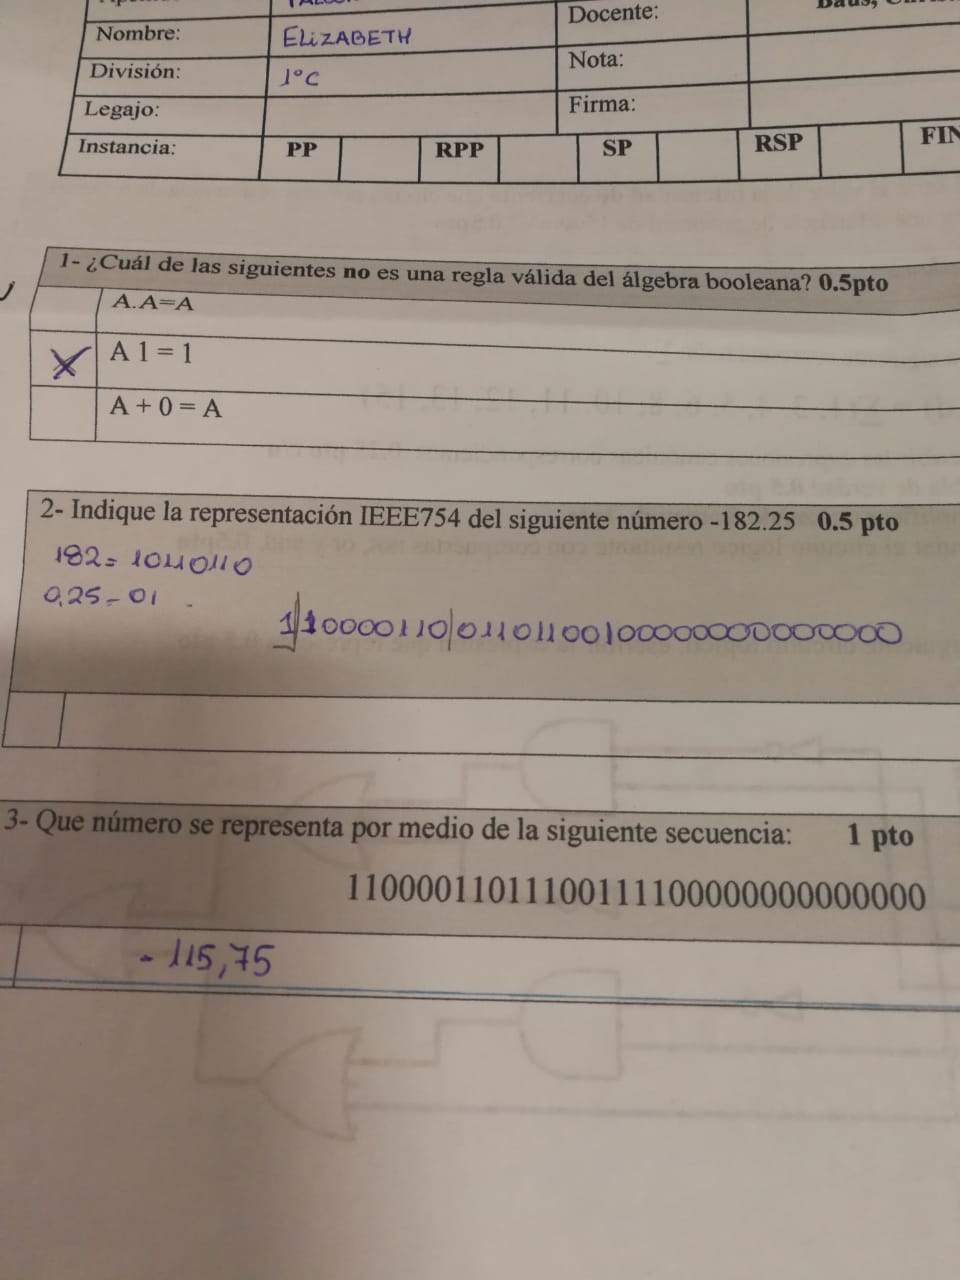 Docente:
Nombre: ELIZABETH
División: 1°C
Nota:
Legajo:
Firma:
Instancia: PP RPP SP RSP FIN
1- ¿Cuál de las siguientes no es una regla válida del álgebra booleana? 0.5pto
A.A=A
X A 1 = 1
A + 0 = A
2- Indique la representación IEEE754 del siguiente número -182.25 0.5 pto
182= 10110110
0,25- 01
1|10000110|01101100100000000000000
3- Que número se representa por medio de la siguiente secuencia: 1 pto
11000011011100111100000000000000
- 115,75